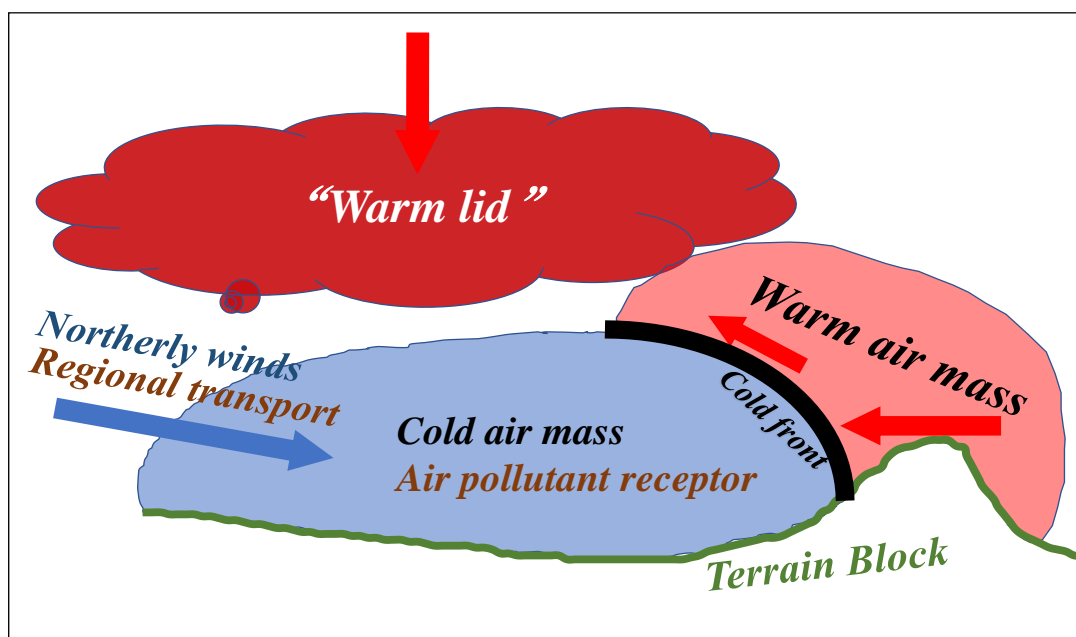 “Warm lid ”
Northerly winds
Regional transport
Warm air mass
Cold front
Cold air mass
Air pollutant receptor
Terrain Block